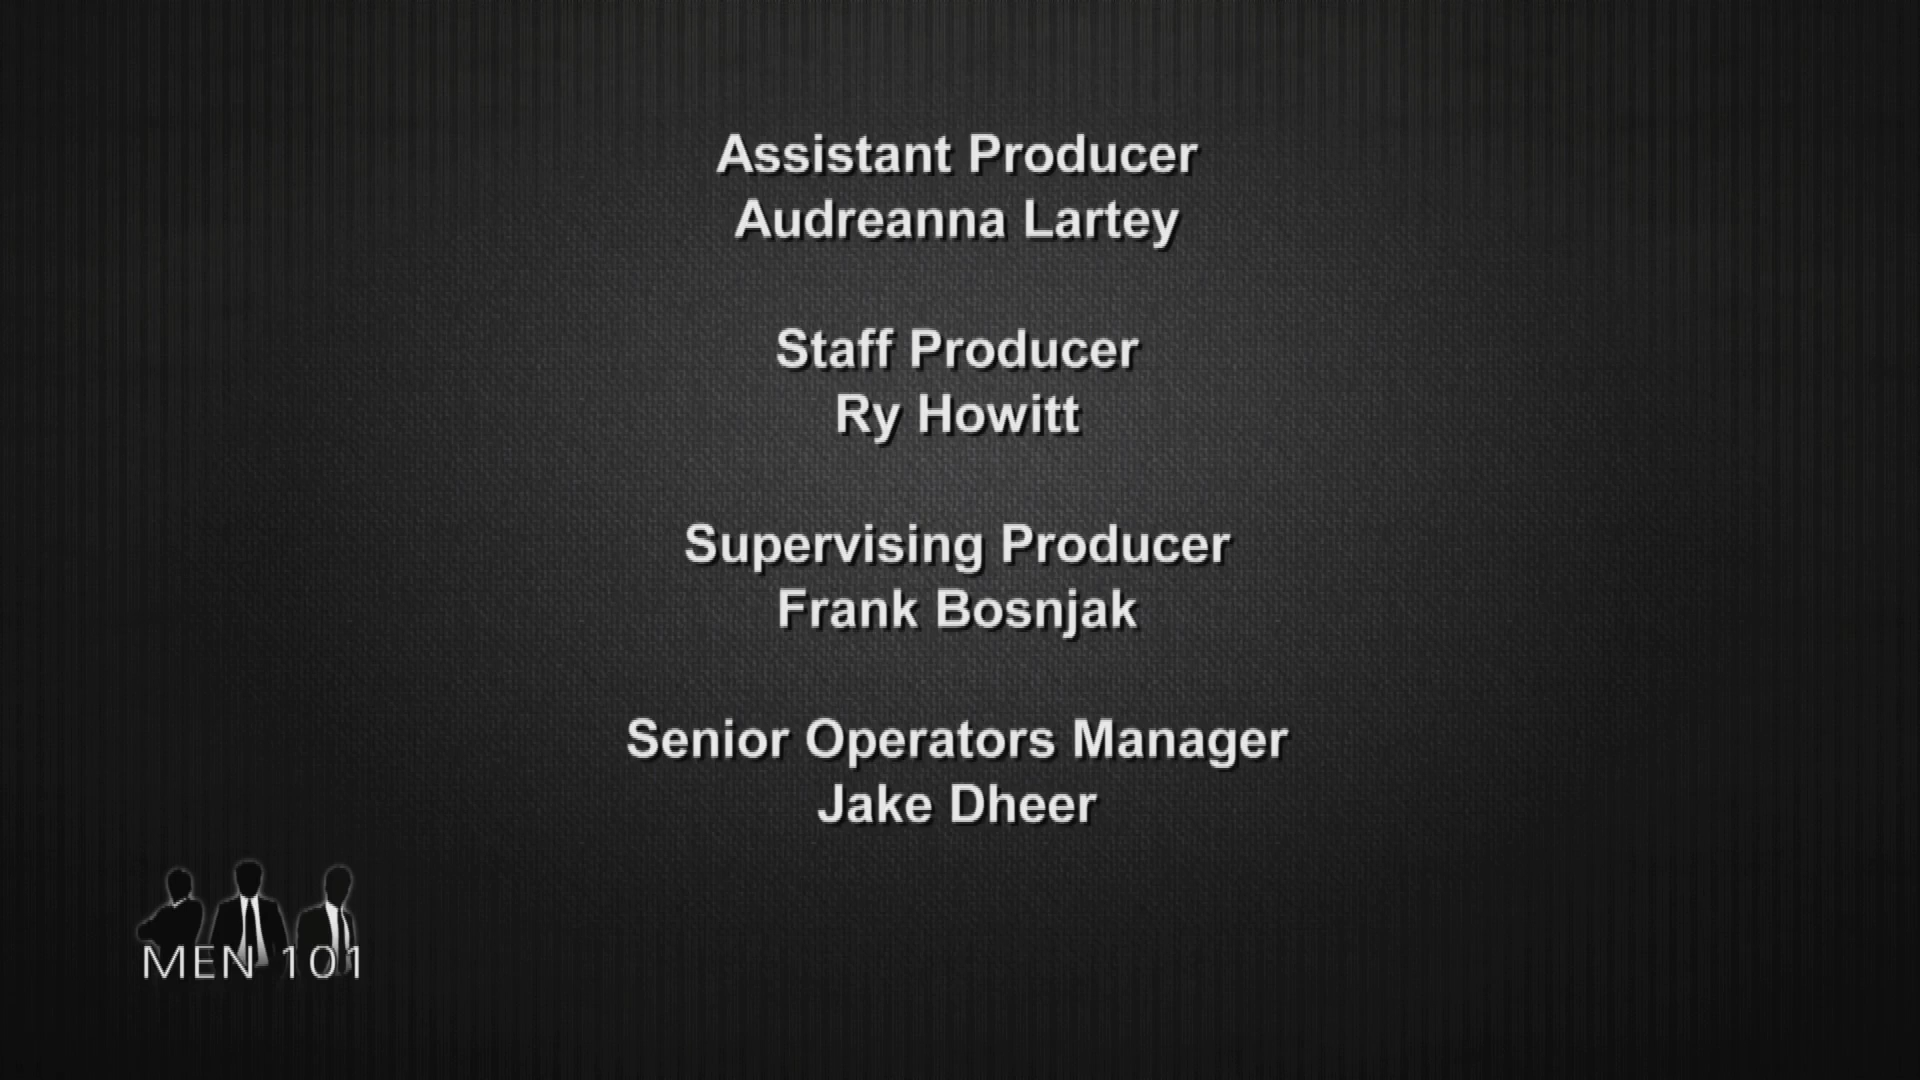 Assistant Producer
Audreanna Lartey
Staff Producer
Ry Howitt
Supervising Producer
Frank Bosnjak
Senior Operators Manager
Jake Dheer
MEN 101